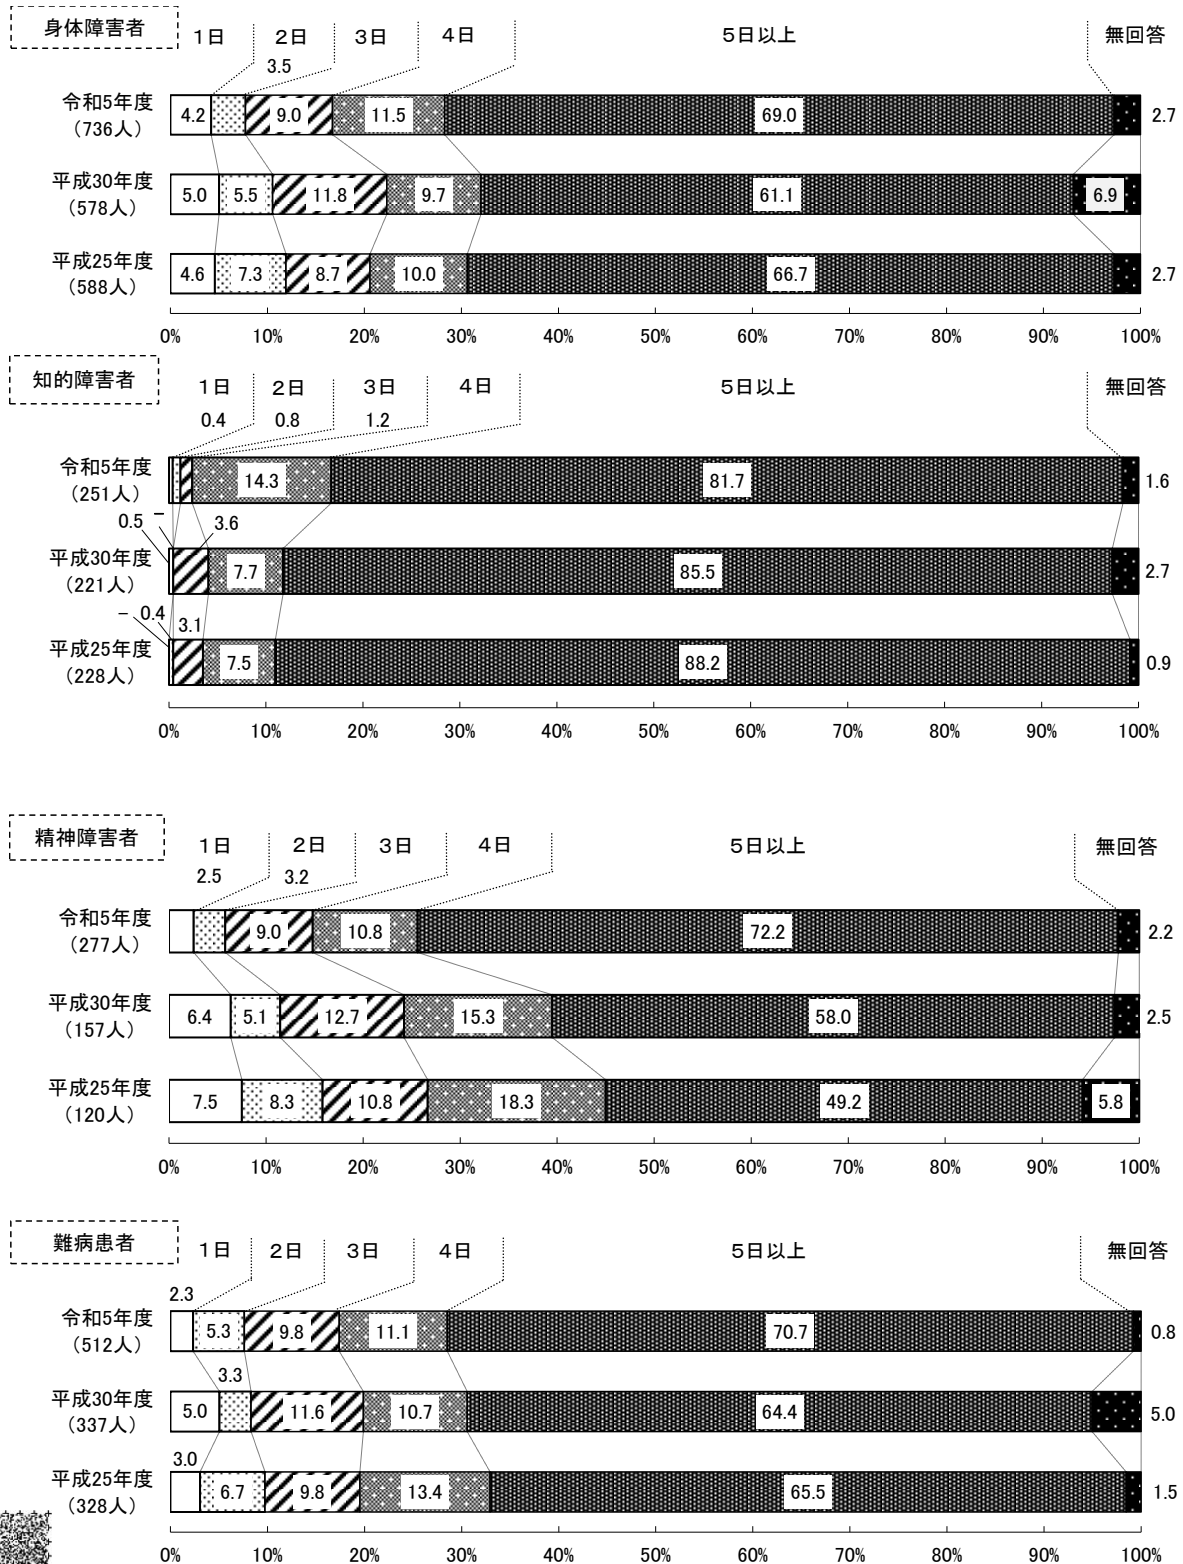 身体障害者
1日 2日 3日 4日 5日以上 無回答
3.5
令和5年度
(736人)
4.2 9.0 11.5 69.0 2.7
平成30年度
(578人)
5.0 5.5 11.8 9.7 61.1 6.9
平成25年度
(588人)
4.6 7.3 8.7 10.0 66.7 2.7
0% 10% 20% 30% 40% 50% 60% 70% 80% 90% 100%
知的障害者
1日 2日 3日 4日 5日以上 無回答
0.4 0.8 1.2
令和5年度
(251人)
14.3 81.7 1.6
0.5 － 3.6
平成30年度
(221人)
7.7 85.5 2.7
－ 0.4 3.1
平成25年度
(228人)
7.5 88.2 0.9
0% 10% 20% 30% 40% 50% 60% 70% 80% 90% 100%
精神障害者
1日 2日 3日 4日 5日以上 無回答
2.5 3.2
令和5年度
(277人)
9.0 10.8 72.2 2.2
平成30年度
(157人)
6.4 5.1 12.7 15.3 58.0 2.5
平成25年度
(120人)
7.5 8.3 10.8 18.3 49.2 5.8
0% 10% 20% 30% 40% 50% 60% 70% 80% 90% 100%
難病患者
1日 2日 3日 4日 5日以上 無回答
2.3
令和5年度
(512人)
5.3 9.8 11.1 70.7 0.8
3.3
平成30年度
(337人)
5.0 11.6 10.7 64.4 5.0
3.0
平成25年度
(328人)
6.7 9.8 13.4 65.5 1.5
0% 10% 20% 30% 40% 50% 60% 70% 80% 90% 100%